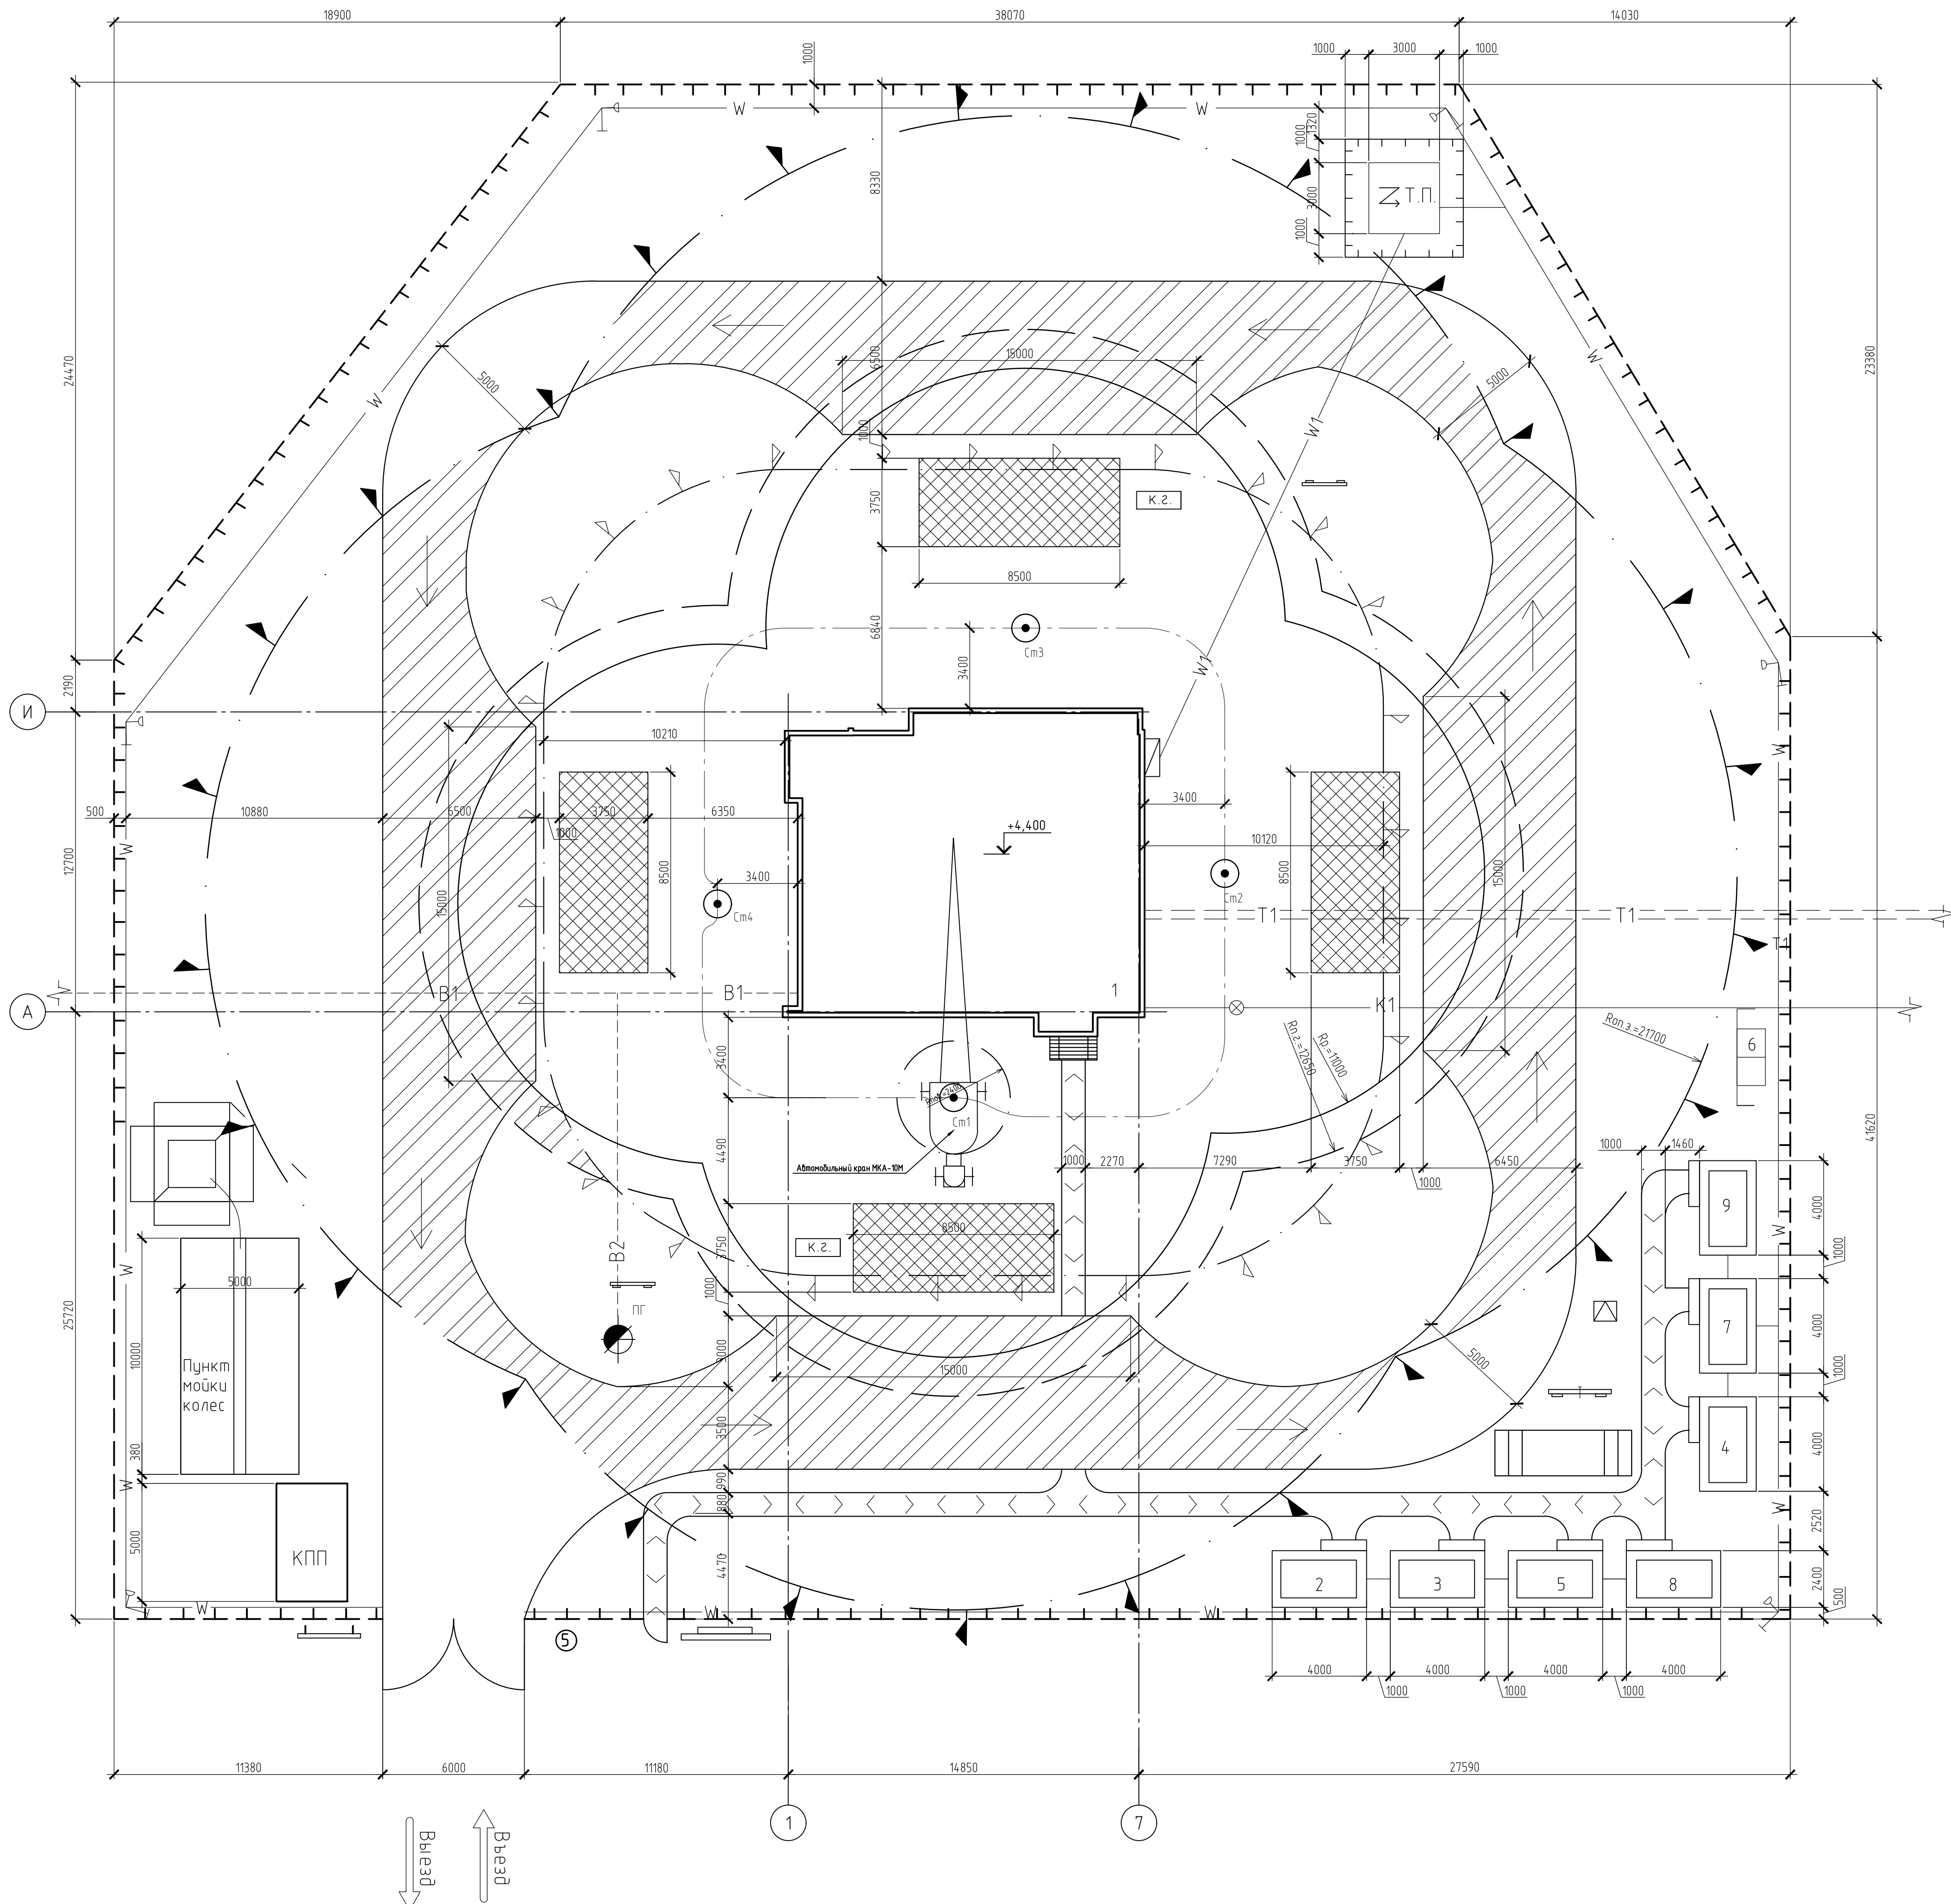 18900
38070
14030
1000
1000
3000
1000
W
W
1320
1000
3000
1000
Т.П.
8330
24470
23380
W
W
5000
6500
15000
5000
W1
1000
К.г.
3750
8500
6840
Ст3
3400
W1
2190
И
10210
W
500
10880
6500
1000
3750
6350
+4,400
3400
10120
W
12700
15000
8500
3400
Ст4
Ст2
8500
15000
Т1
Т1
Т1
В1
В1
1
К1
А
Rоп.з.=21700
Rп.г.=12650
Rр=11000
6
3400
Rпов.=2400
Ст1
41620
Автомобильный кран МКА-10М
4490
1000
2270
7290
3750
1000
6450
1000
1460
9
4000
1000
W
К.г.
8500
3750
В2
1000
ПГ
W
5000
25720
10000
Пункт
мойки
колес
3000
15000
5000
7
4000
1000
4
4000
3500
380
W
990
880
W
2520
5000
КПП
4470
2
3
5
8
2400
500
W
W
W
5
4000
1000
4000
1000
4000
1000
4000
11380
6000
11180
14850
27590
1
7
Выезд
Въезд